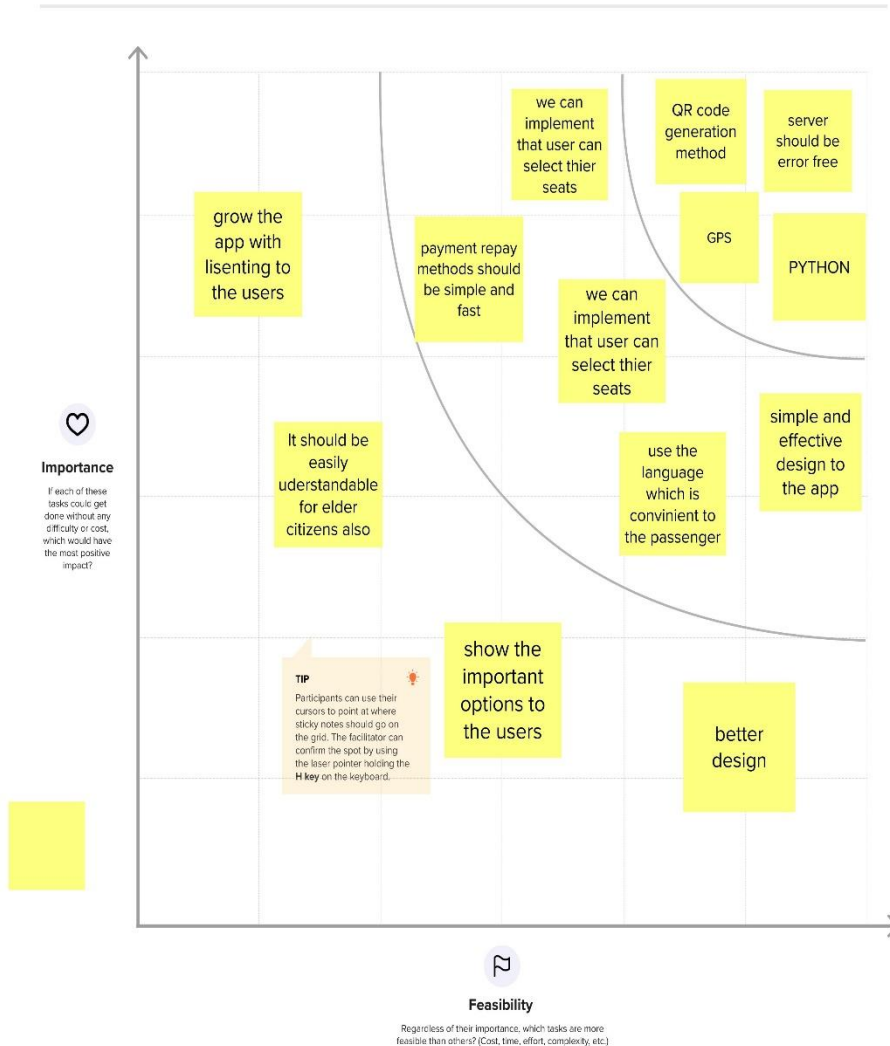 we can
implement
that user can
select thier
seats
QR code
generation
method
server
should be
error free
grow the
app with
lisenting to
the users
payment repay
methods should
be simple and
fast
GPS
PYTHON
we can
implement
that user can
select thier
seats
Importance
If each of these
tasks could get
done without any
difficulty or cost,
which would have
the most positive
impact?
It should be
easily
uderstandable
for elder
citizens also
use the
language
which is
convinient to
the passenger
simple and
effective
design to
the app
TIP
Participants can use their
cursors to point at where
sticky notes should go on
the grid. The facilitator can
confirm the spot by using
the laser pointer holding the
H key on the keyboard.
show the
important
options to
the users
better
design
Feasibility
Regardless of their importance, which tasks are more
feasible than others? (Cost, time, effort, complexity, etc.)